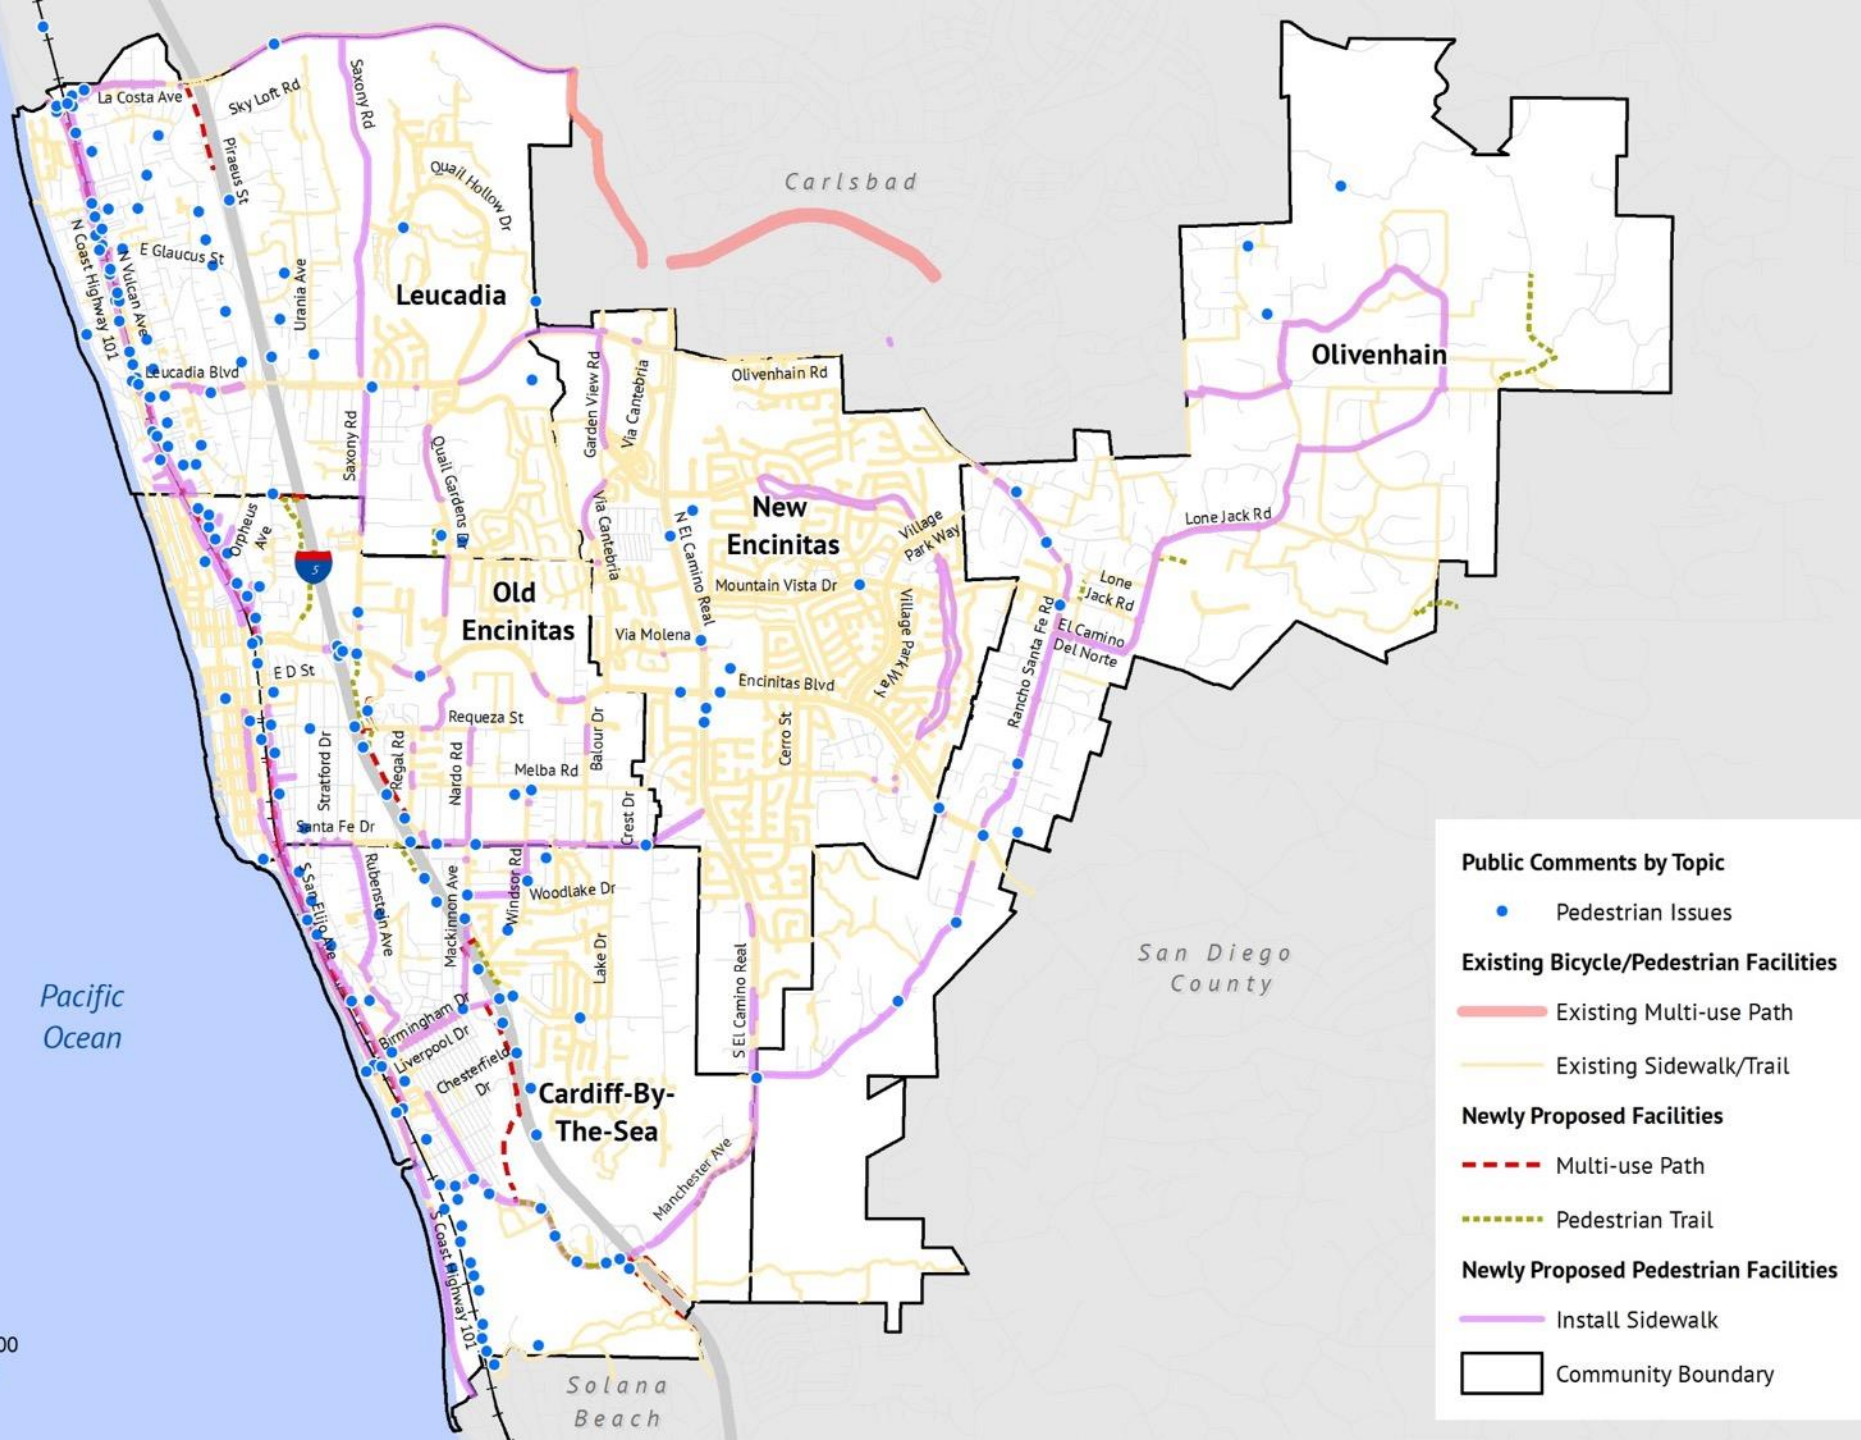 La Costa Ave
Sky Loft Rd
Saxony Rd
Piraeus St
Quail Hollow Dr
Carlsbad
N Coast Highway 101
N Vulcan Ave
E Glaucus St
Urania Ave
Leucadia
Olivenhain
Leucadia Blvd
Garden View Rd
Via Cantebria
Olivenhain Rd
Saxony Rd
Quail Gardens Dr
Via Cantebria
New
Encinitas
N El Camino Real
Village
Park Way
Lone Jack Rd
Orpheus
Ave
5
Old
Encinitas
Mountain Vista Dr
Lone
Jack Rd
Village Park Way
Via Molena
El Camino
Del Norte
Rancho Santa Fe Rd
E D St
Encinitas Blvd
Requeza St
Balour Dr
Cerro St
Stratford Dr
Regal Rd
Nardo Rd
Melba Rd
Crest Dr
Santa Fe Dr
S San Elijo Ave
Rubenstein Ave
Mackinnon Ave
Windsor Rd
Woodlake Dr
Lake Dr
S El Camino Real
San Diego
County
Pacific
Ocean
Birmingham Dr
Liverpool Dr
Chesterfield
Dr
Cardiff-By-
The-Sea
Manchester Ave
S Coast Highway 101
Solana
Beach
00
Public Comments by Topic
Pedestrian Issues
Existing Bicycle/Pedestrian Facilities
Existing Multi-use Path
Existing Sidewalk/Trail
Newly Proposed Facilities
Multi-use Path
Pedestrian Trail
Newly Proposed Pedestrian Facilities
Install Sidewalk
Community Boundary